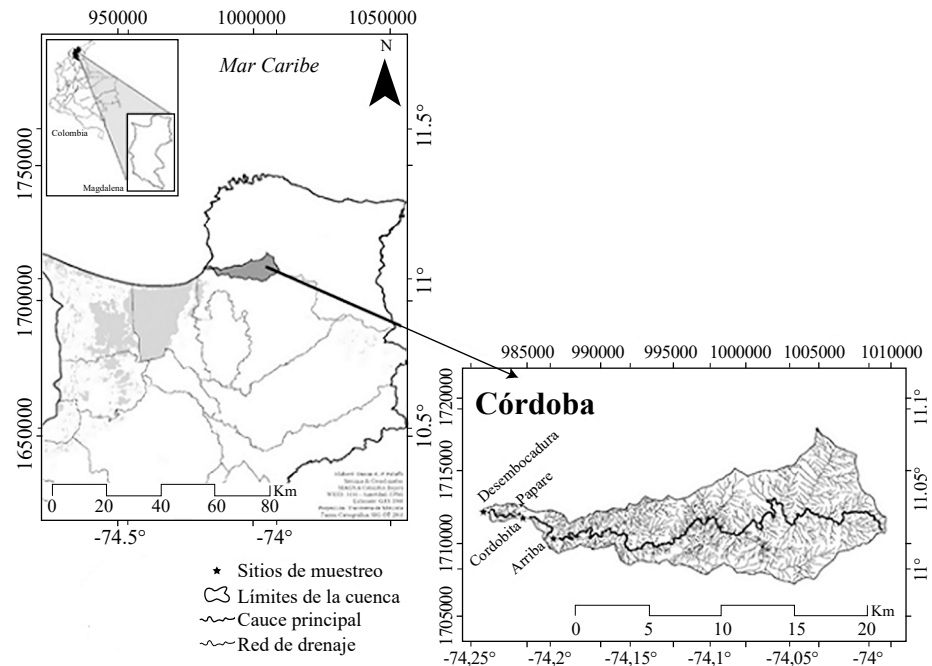 950000 1000000 1050000
N
Mar Caribe
Colombia
Magdalena
1750000
1700000
1650000
11.5°
11°
10.5°
Km
0 20 40 60 80
-74.5° -74°
Sitios de muestreo
Límites de la cuenca
Cauce principal
Red de drenaje
985000 990000 995000 1000000 1005000 1010000
Córdoba
1720000
1715000
1710000
1705000
11.1°
11.05°
11°
Desembocadura
Papare
Cordobita
Arriba
Km
0 5 10 15 20
-74,25° -74,2° -74,15° -74,1° -74,05° -74°